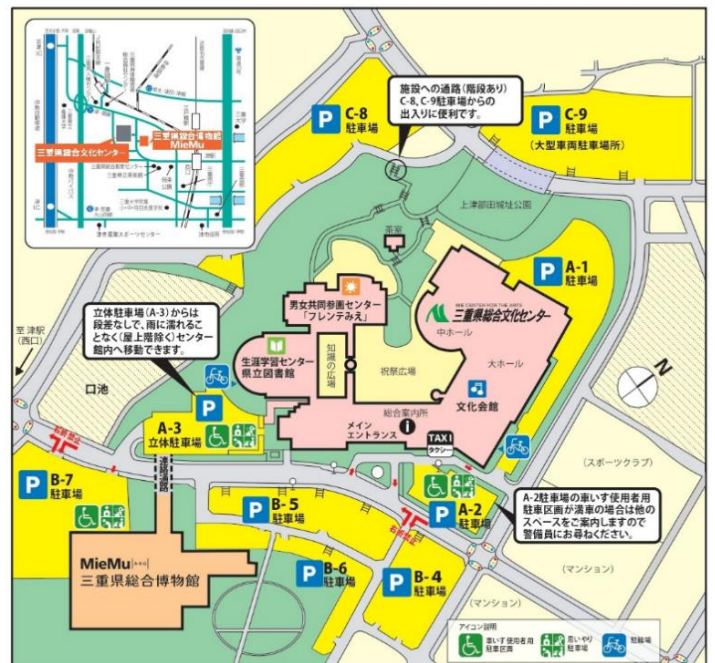 三重県総合文化センター
三重県総合博物館
MieMu
施設への通路(階段あり)
C-8、C-9駐車場からの
出入りに便利です。
P
C-8
駐車場
P
C-9
駐車場
(大型車両駐車場所)
上津部田城址公園
茶室
P
A-1
駐車場
男女共同参画センター
「フレンテみえ」
MIE CENTER FOR THE ARTS
三重県総合文化センター
中ホール
大ホール
立体駐車場(A-3)からは
段差なしで、雨に濡れるこ
となく(屋上階除く)センター
館内へ移動できます。
至 津駅
(西口)
口池
生涯学習センター
県立図書館
知識の広場
祝祭広場
文化会館
総合案内所
メイン
エントランス
TAXI
タクシー
N
P
A-3
立体駐車場
連絡通路
右折禁止
(スポーツクラブ)
P
B-7
駐車場
P
B-5
駐車場
P
A-2
駐車場
右折禁止
A-2駐車場の車いす使用者用
駐車区画が満車の場合は他の
スペースをご案内しますので
警備員にお尋ねください。
MieMu
三重県総合博物館
B-6
P
駐車場
P
B-4
駐車場
(マンション)
(マンション)
アイコン説明
車いす使用者用
駐車区画
思いやり
駐車場
駐輪場